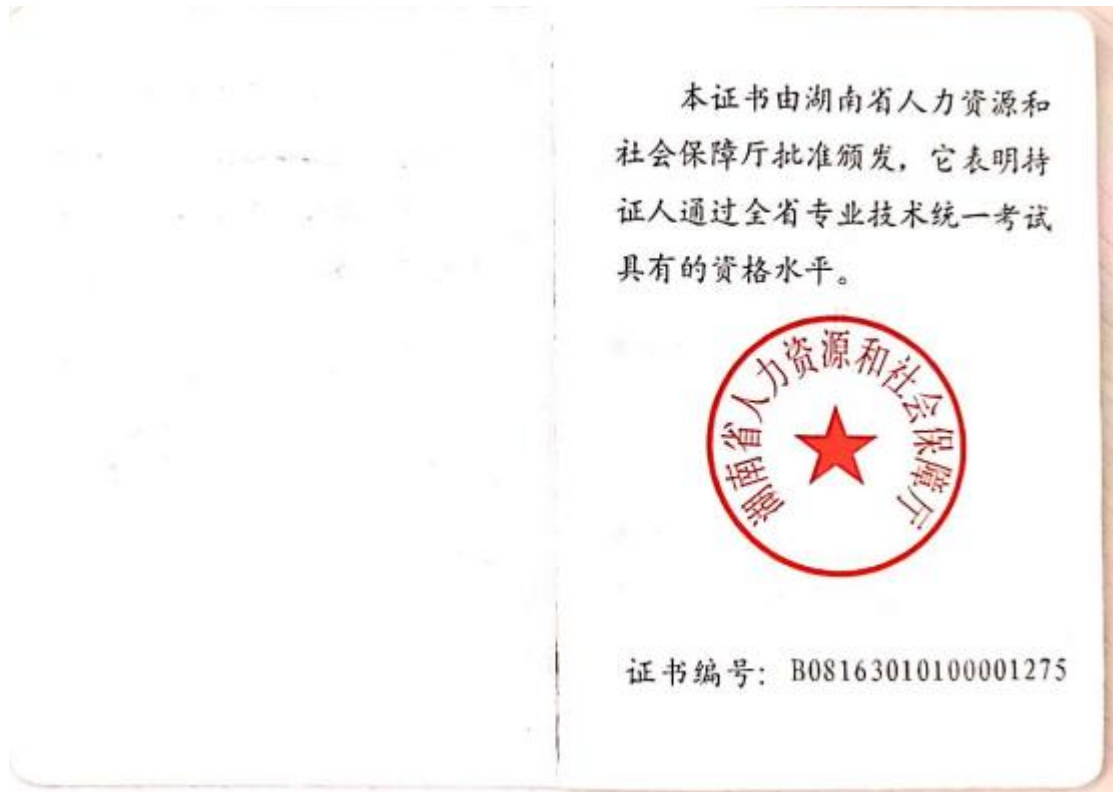 本证书由湖南省人力资源和
社会保障厅批准颁发，它表明持
证人通过全省专业技术统一考试
具有的资格水平。
湖南省人力资源和社会保障厅
证书编号：B08163010100001275